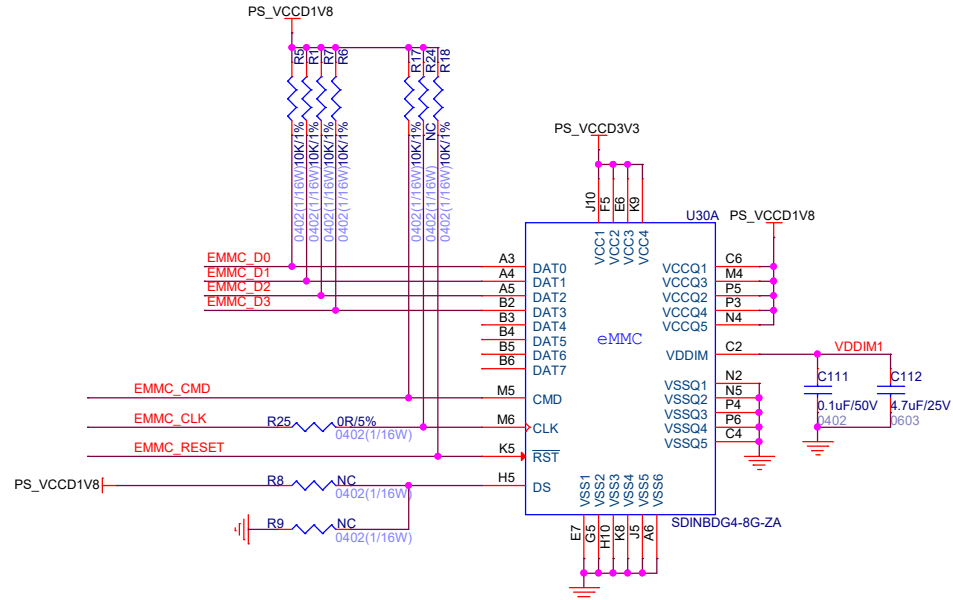 PS_VCCD1V8
R5
R1
R7
R6
R17
R24
R18
10K/1%
10K/1%
10K/1%
10K/1%
10K/1%
NC
10K/1%
0402(1/16W)
0402(1/16W)
0402(1/16W)
0402(1/16W)
0402(1/16W)
0402(1/16W)
0402(1/16W)
PS_VCCD3V3
J10
F5
E6
K9
U30A
PS_VCCD1V8
VCC1
VCC2
VCC3
VCC4
EMMC_D0 A3 DAT0
EMMC_D1 A4 DAT1
EMMC_D2 A5 DAT2
EMMC_D3 B2 DAT3
B3 DAT4
B4 DAT5
B5 DAT6
B6 DAT7
eMMC
VCCQ1 C6
VCCQ3 M4
VCCQ2 P5
VCCQ4 P3
VCCQ5 N4
VDDIM C2 VDDIM1
C111
0.1uF/50V
0402
C112
4.7uF/25V
0603
VSSQ1 N2
VSSQ2 N5
VSSQ3 P4
VSSQ4 P6
VSSQ5 C4
EMMC_CMD M5 CMD
EMMC_CLK R25 0R/5% M6 CLK
0402(1/16W)
EMMC_RESET K5 RST
PS_VCCD1V8 R8 NC H5 DS
0402(1/16W)
R9 NC
0402(1/16W)
VSS1
VSS2
VSS3
VSS4
VSS5
VSS6
SDINBDG4-8G-ZA
E7
G5
H10
K8
J5
A6